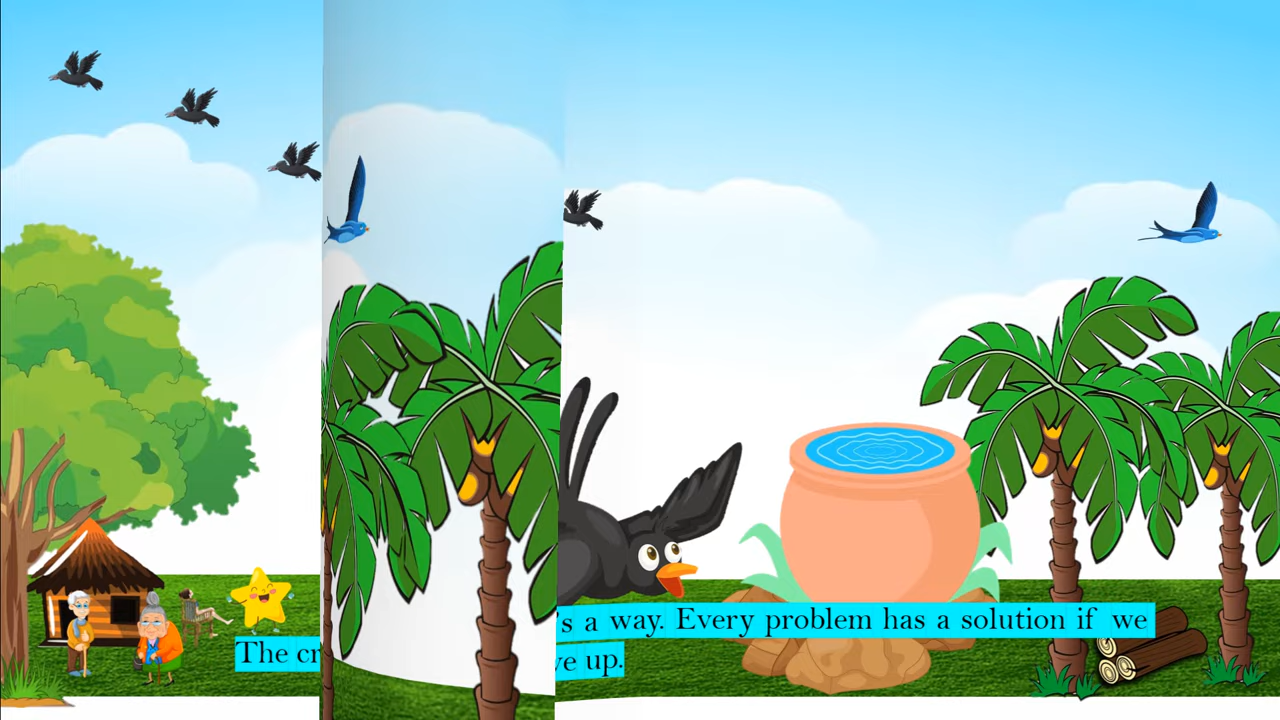 The cr
's a way. Every problem has a solution if we
ve up.